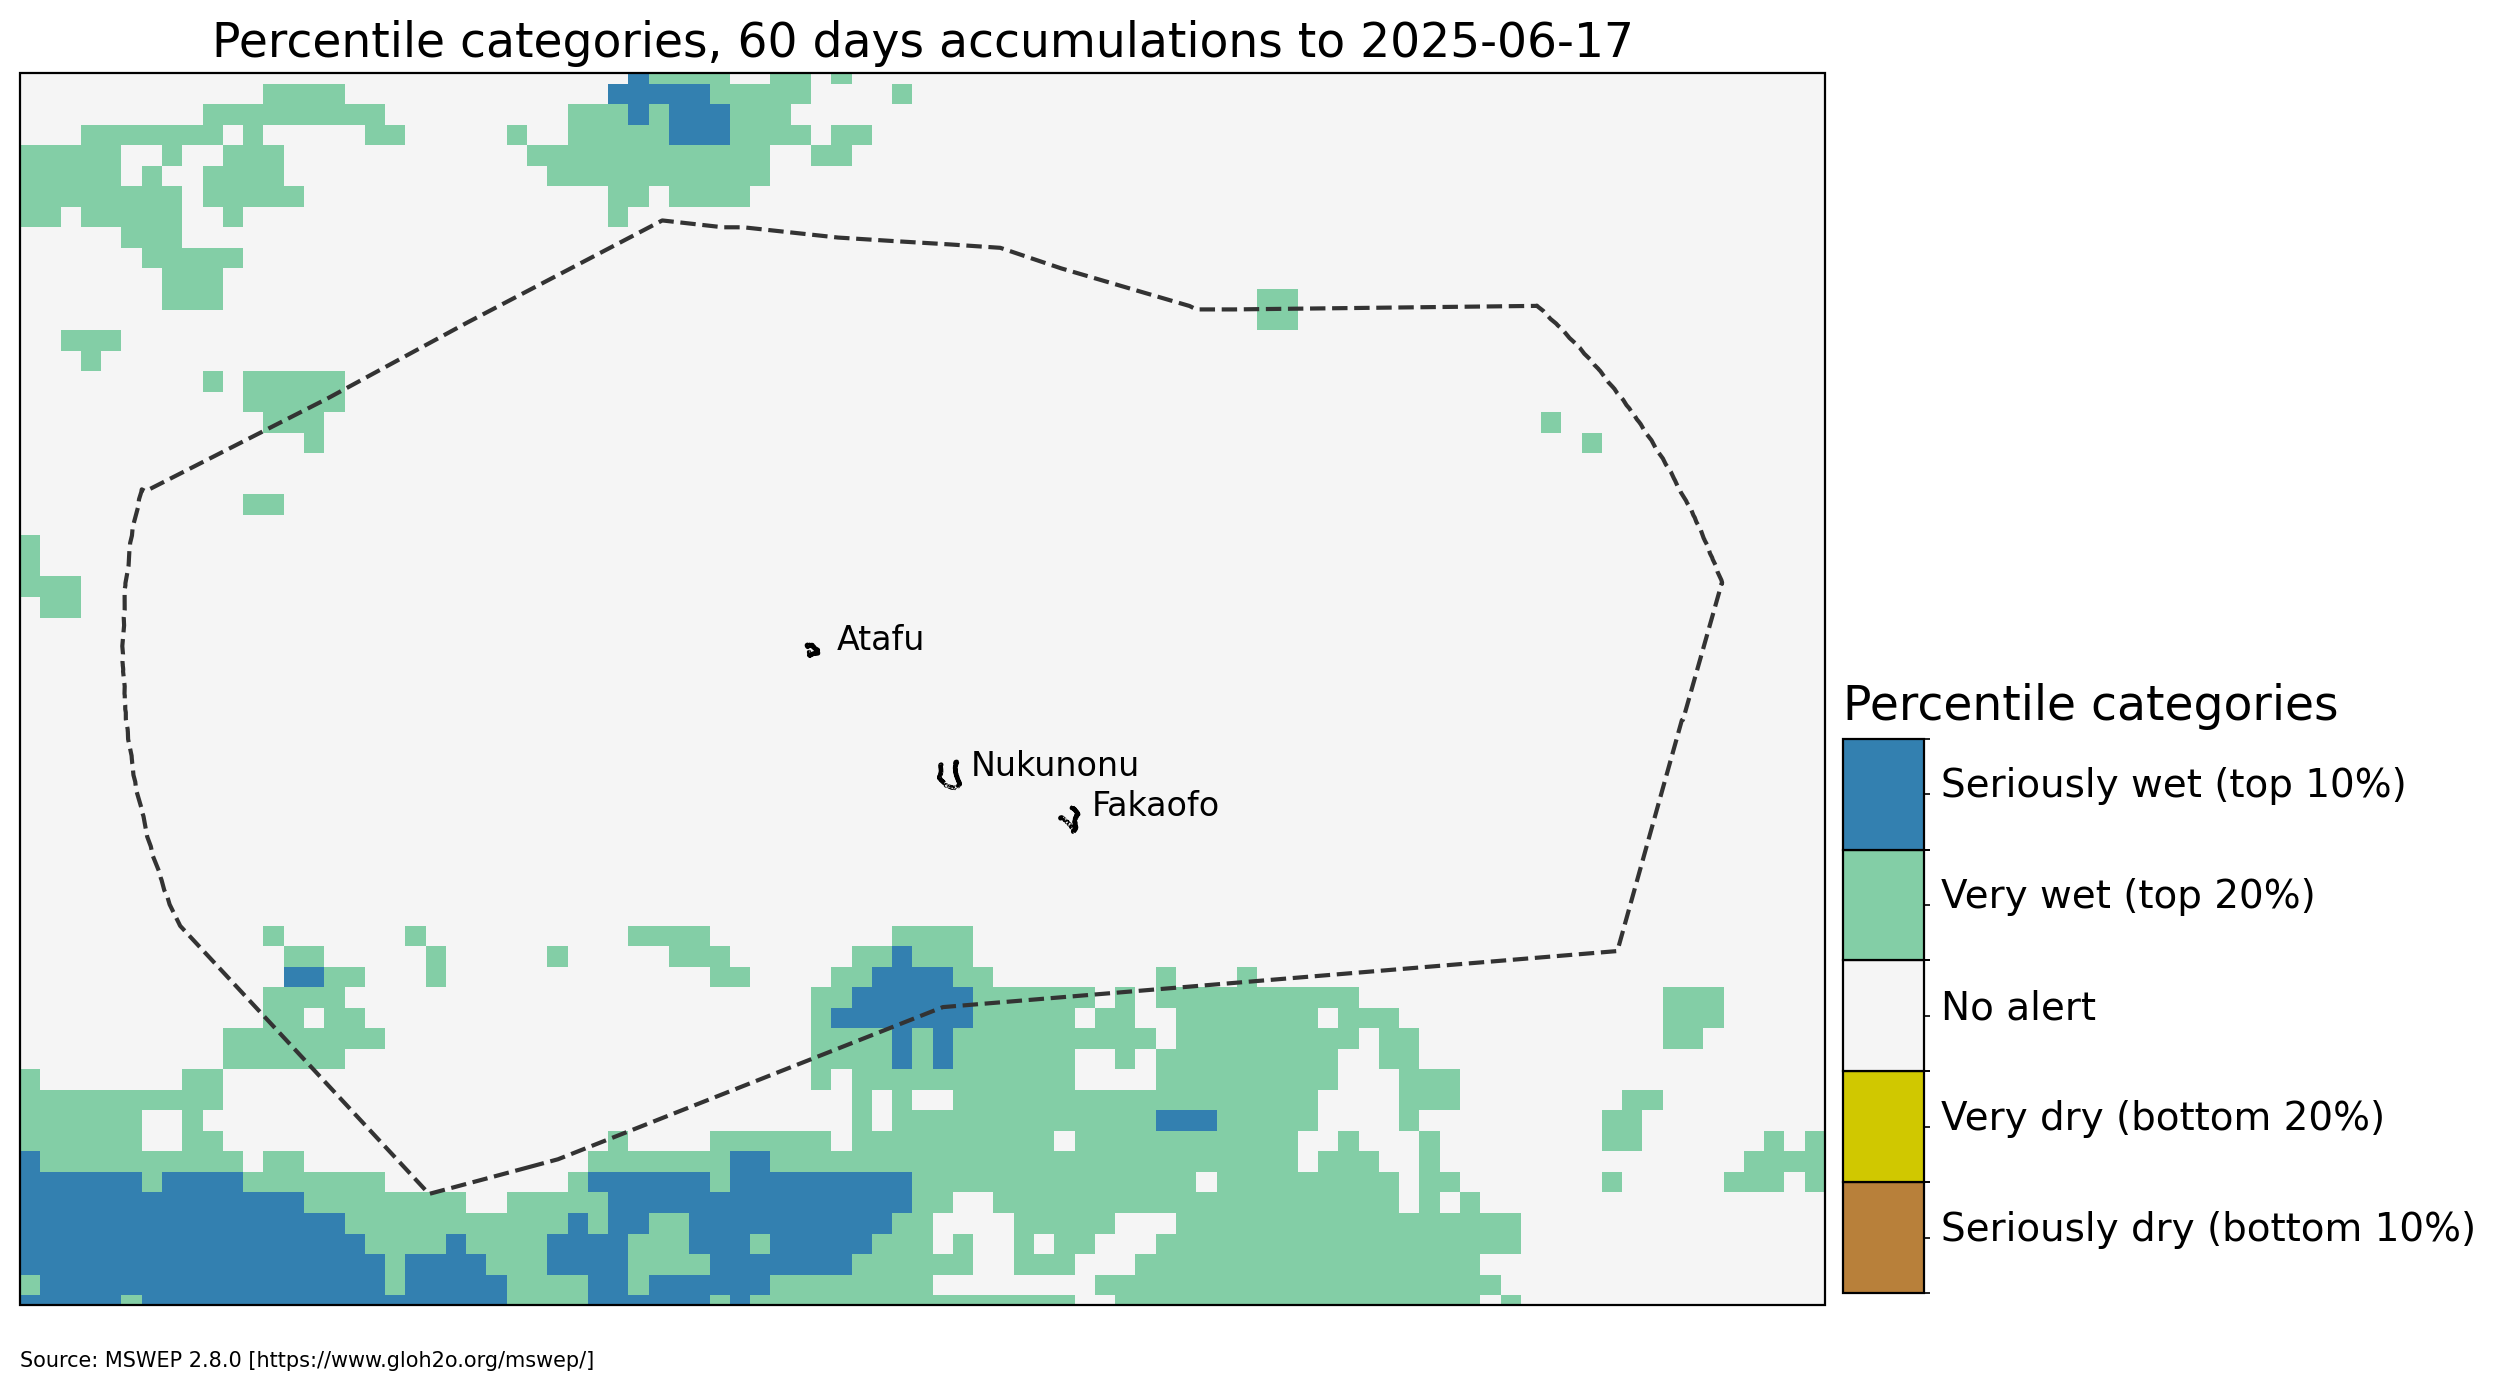 Percentile categories, 60 days accumulations to 2025-06-17
Atafu
Nukunonu
Fakaofo
Percentile categories
Seriously wet (top 10%)
Very wet (top 20%)
No alert
Very dry (bottom 20%)
Seriously dry (bottom 10%)
Source: MSWEP 2.8.0 [https://www.gloh2o.org/mswep/]